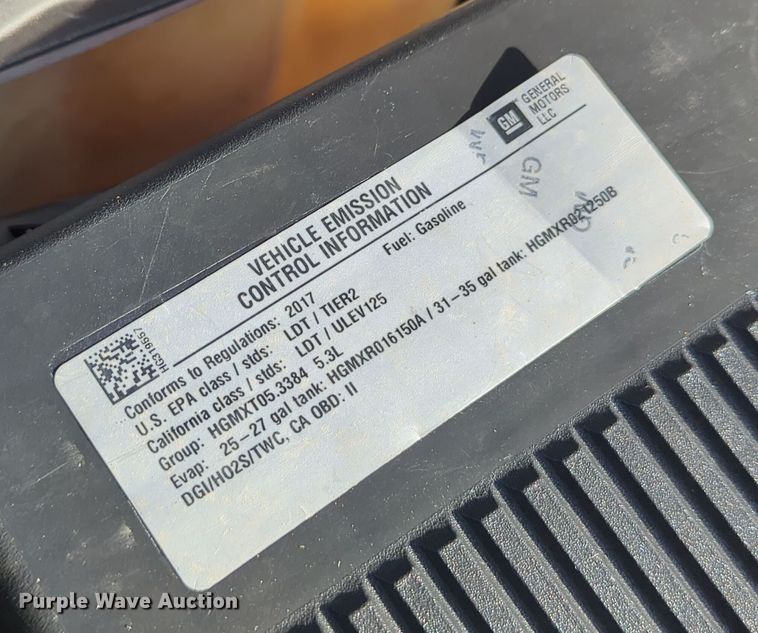 GM
GENERAL
MOTORS
LLC
VEHICLE EMISSION
CONTROL INFORMATION
Fuel: Gasoline
HG319557
Conforms to Regulations: 2017
U.S. EPA class / stds: LDT / TIER2
California class / stds: LDT / ULEV125
Group: HGMXT05.3384 5.3L
Evap: 25-27 gal tank: HGMXR016150A / 31-35 gal tank:
DGI/HO2S/TWC, CA OBD: II
GM
Purple Wave Auction